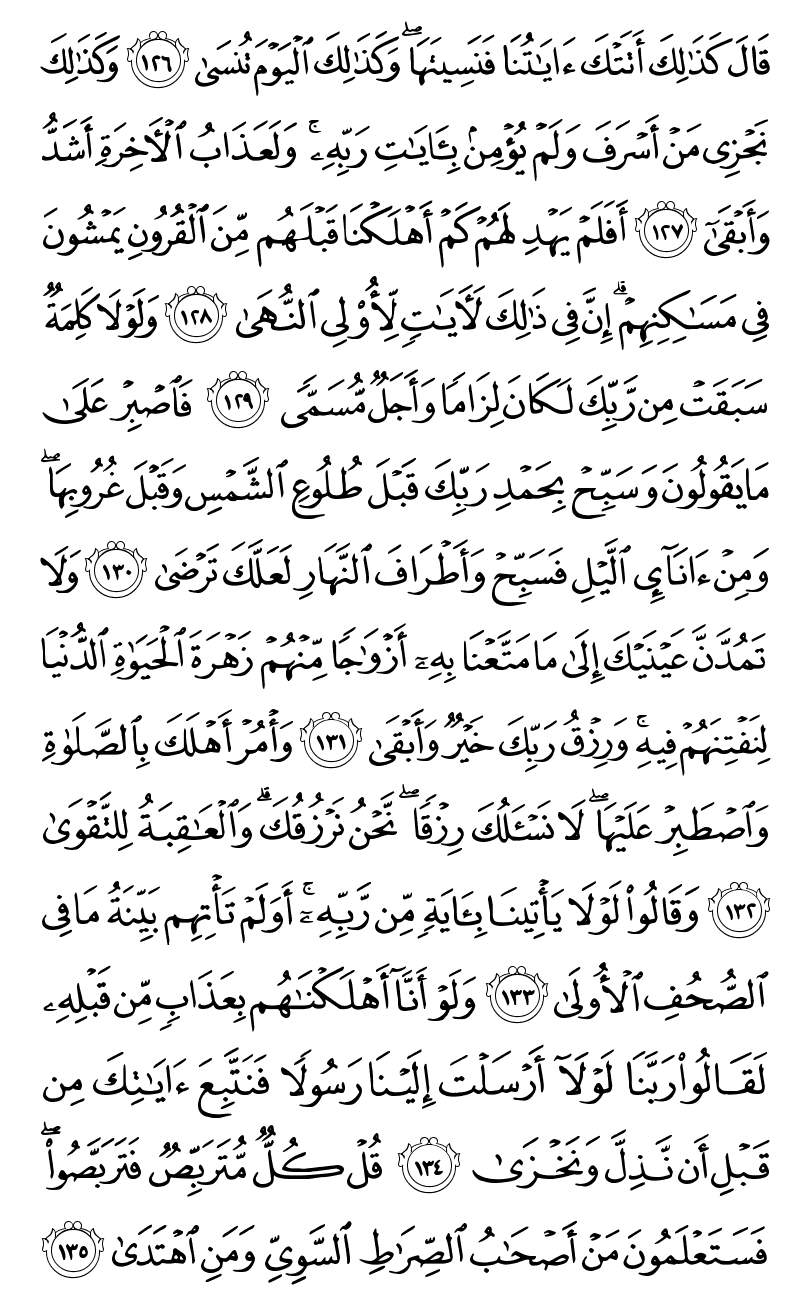 قَالَ كَذَٰلِكَ أَتَتْكَ ءَايَٰتُنَا فَنَسِيتَهَا ۖ وَكَذَٰلِكَ ٱلْيَوْمَ تُنسَىٰ ١٢٦ وَكَذَٰلِكَ
نَجْزِى مَنْ أَسْرَفَ وَلَمْ يُؤْمِنۢ بِـَٔايَٰتِ رَبِّهِۦ ۚ وَلَعَذَابُ ٱلْأَخِرَةِ أَشَدُّ
وَأَبْقَىٰٓ ١٢٧ أَفَلَمْ يَهْدِ لَهُمْ كَمْ أَهْلَكْنَا قَبْلَهُم مِّنَ ٱلْقُرُونِ يَمْشُونَ
فِى مَسَٰكِنِهِمْ ۗ إِنَّ فِى ذَٰلِكَ لَـَٔايَٰتٍ لِّأُو۟لِى ٱلنُّهَىٰ ١٢٨ وَلَوْلَا كَلِمَةٌ
سَبَقَتْ مِن رَّبِّكَ لَكَانَ لِزَامًا وَأَجَلٌ مُّسَمًّى ١٢٩ فَٱصْبِرْ عَلَىٰ
مَا يَقُولُونَ وَسَبِّحْ بِحَمْدِ رَبِّكَ قَبْلَ طُلُوعِ ٱلشَّمْسِ وَقَبْلَ غُرُوبِهَا ۖ
وَمِنْ ءَانَآئِ ٱلَّيْلِ فَسَبِّحْ وَأَطْرَافَ ٱلنَّهَارِ لَعَلَّكَ تَرْضَىٰ ١٣٠ وَلَا
تَمُدَّنَّ عَيْنَيْكَ إِلَىٰ مَا مَتَّعْنَا بِهِۦٓ أَزْوَٰجًا مِّنْهُمْ زَهْرَةَ ٱلْحَيَوٰةِ ٱلدُّنْيَا
لِنَفْتِنَهُمْ فِيهِ ۚ وَرِزْقُ رَبِّكَ خَيْرٌ وَأَبْقَىٰ ١٣١ وَأْمُرْ أَهْلَكَ بِٱلصَّلَوٰةِ
وَٱصْطَبِرْ عَلَيْهَا ۖ لَا نَسْـَٔلُكَ رِزْقًا ۖ نَّحْنُ نَرْزُقُكَ ۗ وَٱلْعَٰقِبَةُ لِلتَّقْوَىٰ
١٣٢ وَقَالُوا۟ لَوْلَا يَأْتِينَا بِـَٔايَةٍ مِّن رَّبِّهِۦٓ ۚ أَوَلَمْ تَأْتِهِم بَيِّنَةُ مَا فِى
ٱلصُّحُفِ ٱلْأُولَىٰ ١٣٣ وَلَوْ أَنَّآ أَهْلَكْنَٰهُم بِعَذَابٍ مِّن قَبْلِهِۦ
لَقَالُوا۟ رَبَّنَا لَوْلَآ أَرْسَلْتَ إِلَيْنَا رَسُولًا فَنَتَّبِعَ ءَايَٰتِكَ مِن
قَبْلِ أَن نَّذِلَّ وَنَخْزَىٰ ١٣٤ قُلْ كُلٌّ مُّتَرَبِّصٌ فَتَرَبَّصُوا۟ ۖ
فَسَتَعْلَمُونَ مَنْ أَصْحَٰبُ ٱلصِّرَٰطِ ٱلسَّوِىِّ وَمَنِ ٱهْتَدَىٰ ١٣٥